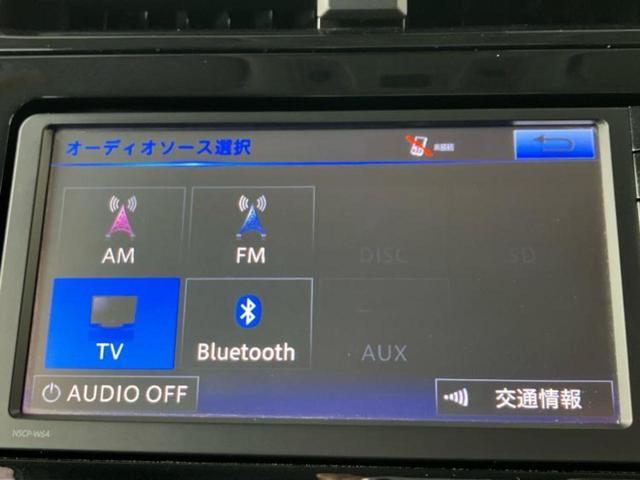 オーディオソース選択
未接続
AM
FM
DISC
SD
TV
Bluetooth
AUX
AUDIO OFF
交通情報
NSCP-W64